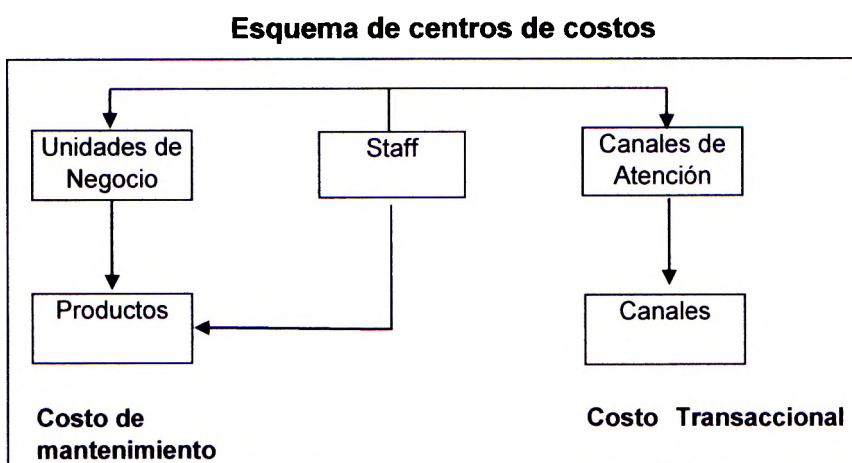 Esquema de centros de costos
Unidades de
Negocio
Staff
Canales de
Atención
Productos
Canales
Costo de
mantenimiento
Costo Transaccional